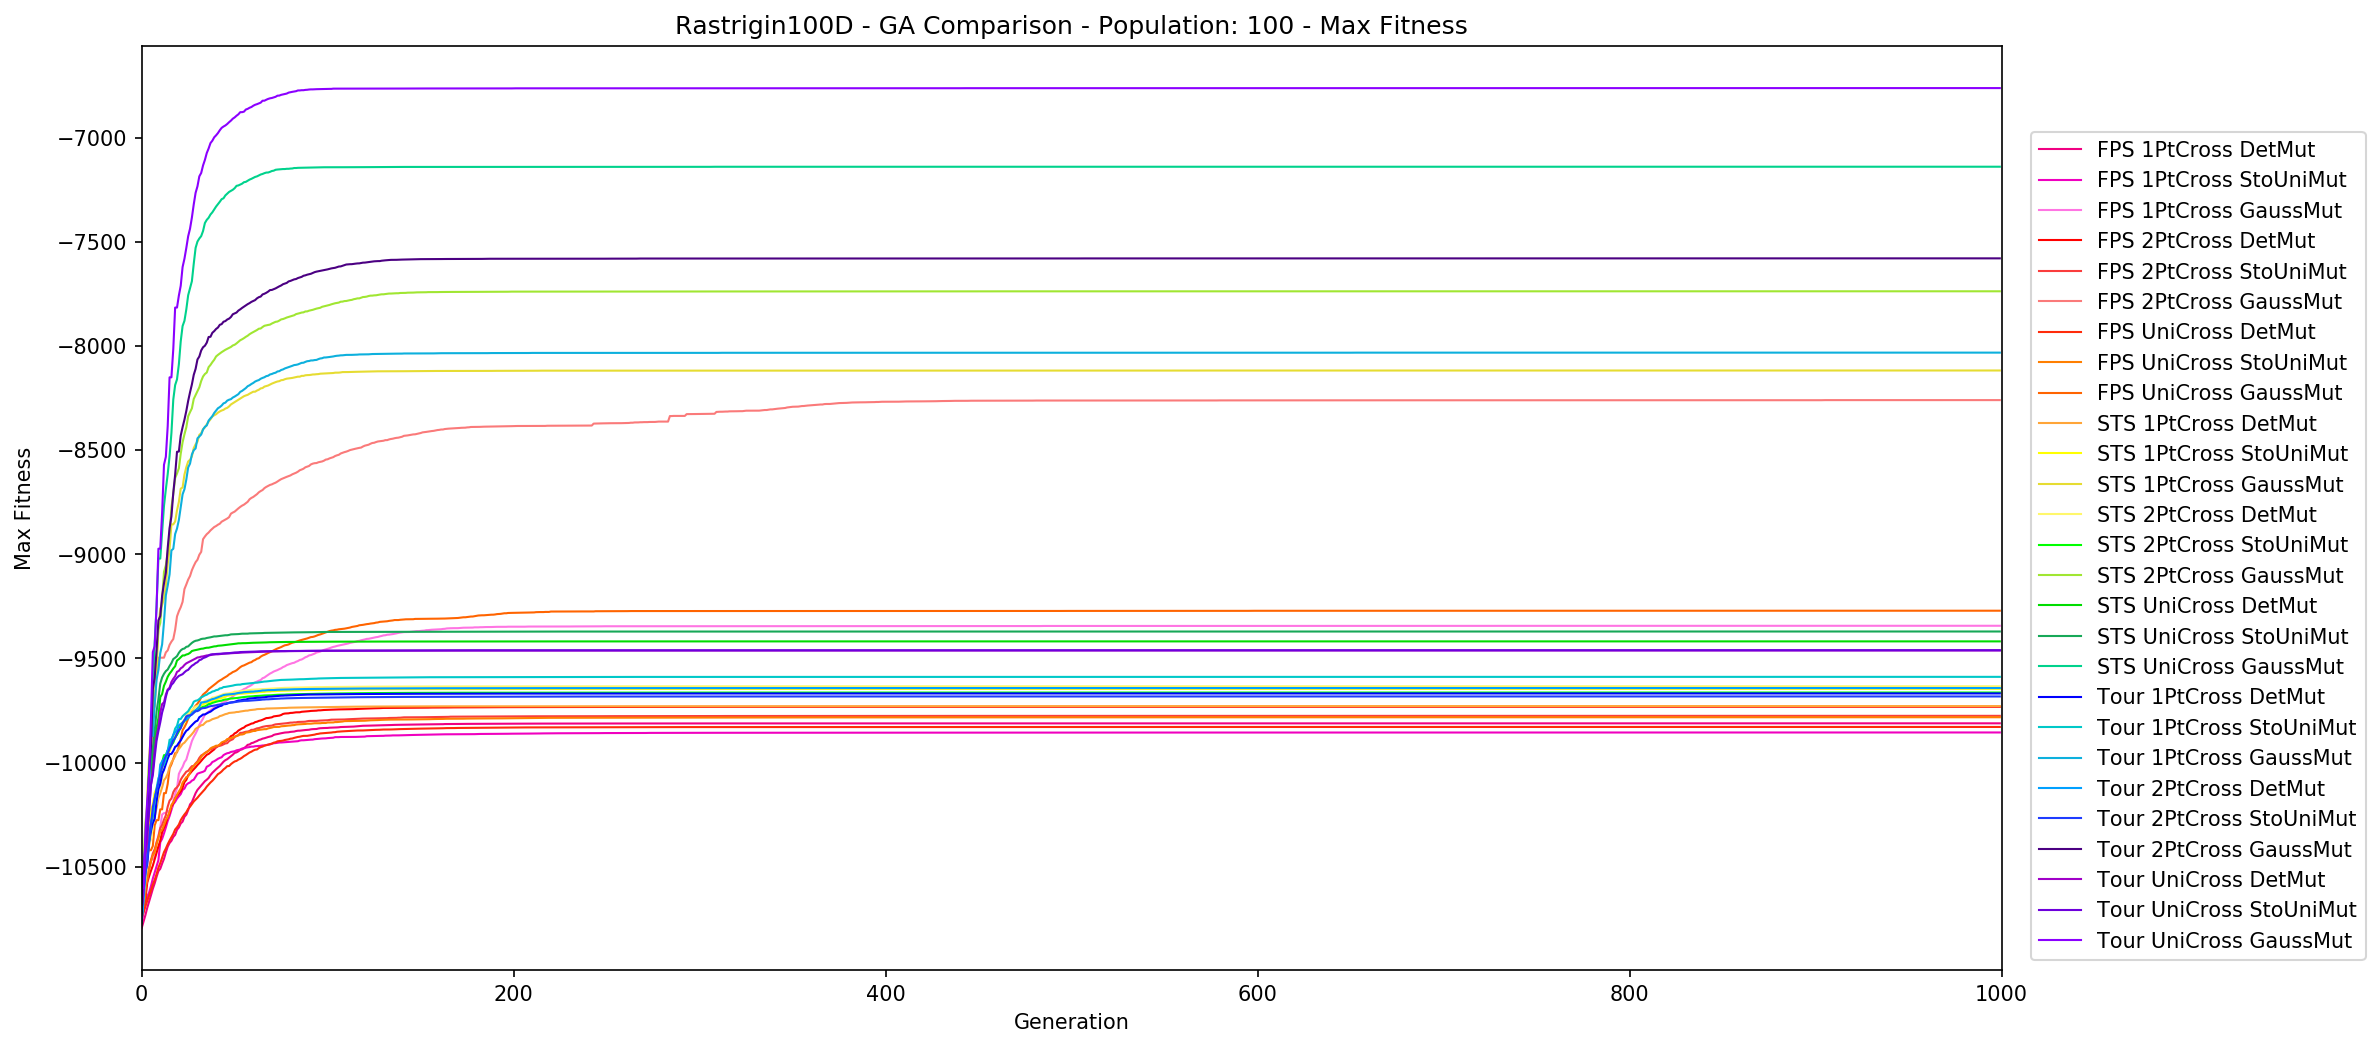 Rastrigin100D - GA Comparison - Population: 100 - Max Fitness
Max Fitness
−7000
−7500
−8000
−8500
−9000
−9500
−10000
−10500
0
200
400
600
800
1000
Generation
FPS 1PtCross DetMut
FPS 1PtCross StoUniMut
FPS 1PtCross GaussMut
FPS 2PtCross DetMut
FPS 2PtCross StoUniMut
FPS 2PtCross GaussMut
FPS UniCross DetMut
FPS UniCross StoUniMut
FPS UniCross GaussMut
STS 1PtCross DetMut
STS 1PtCross StoUniMut
STS 1PtCross GaussMut
STS 2PtCross DetMut
STS 2PtCross StoUniMut
STS 2PtCross GaussMut
STS UniCross DetMut
STS UniCross StoUniMut
STS UniCross GaussMut
Tour 1PtCross DetMut
Tour 1PtCross StoUniMut
Tour 1PtCross GaussMut
Tour 2PtCross DetMut
Tour 2PtCross StoUniMut
Tour 2PtCross GaussMut
Tour UniCross DetMut
Tour UniCross StoUniMut
Tour UniCross GaussMut